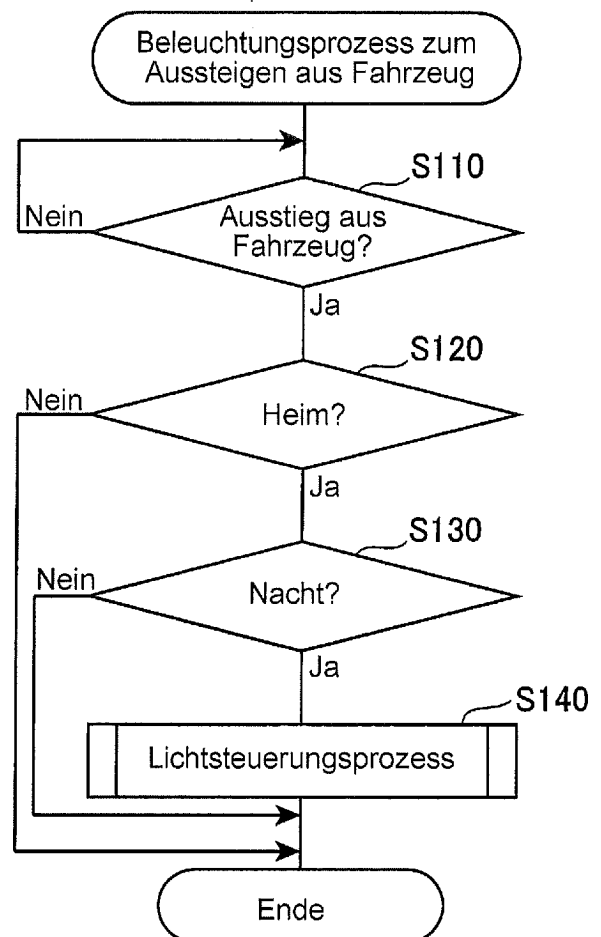 Beleuchtungsprozess zum
Aussteigen aus Fahrzeug
S110
Nein
Ausstieg aus
Fahrzeug?
Ja
S120
Nein
Heim?
Ja
S130
Nein
Nacht?
Ja
S140
Lichtsteuerungsprozess
Ende